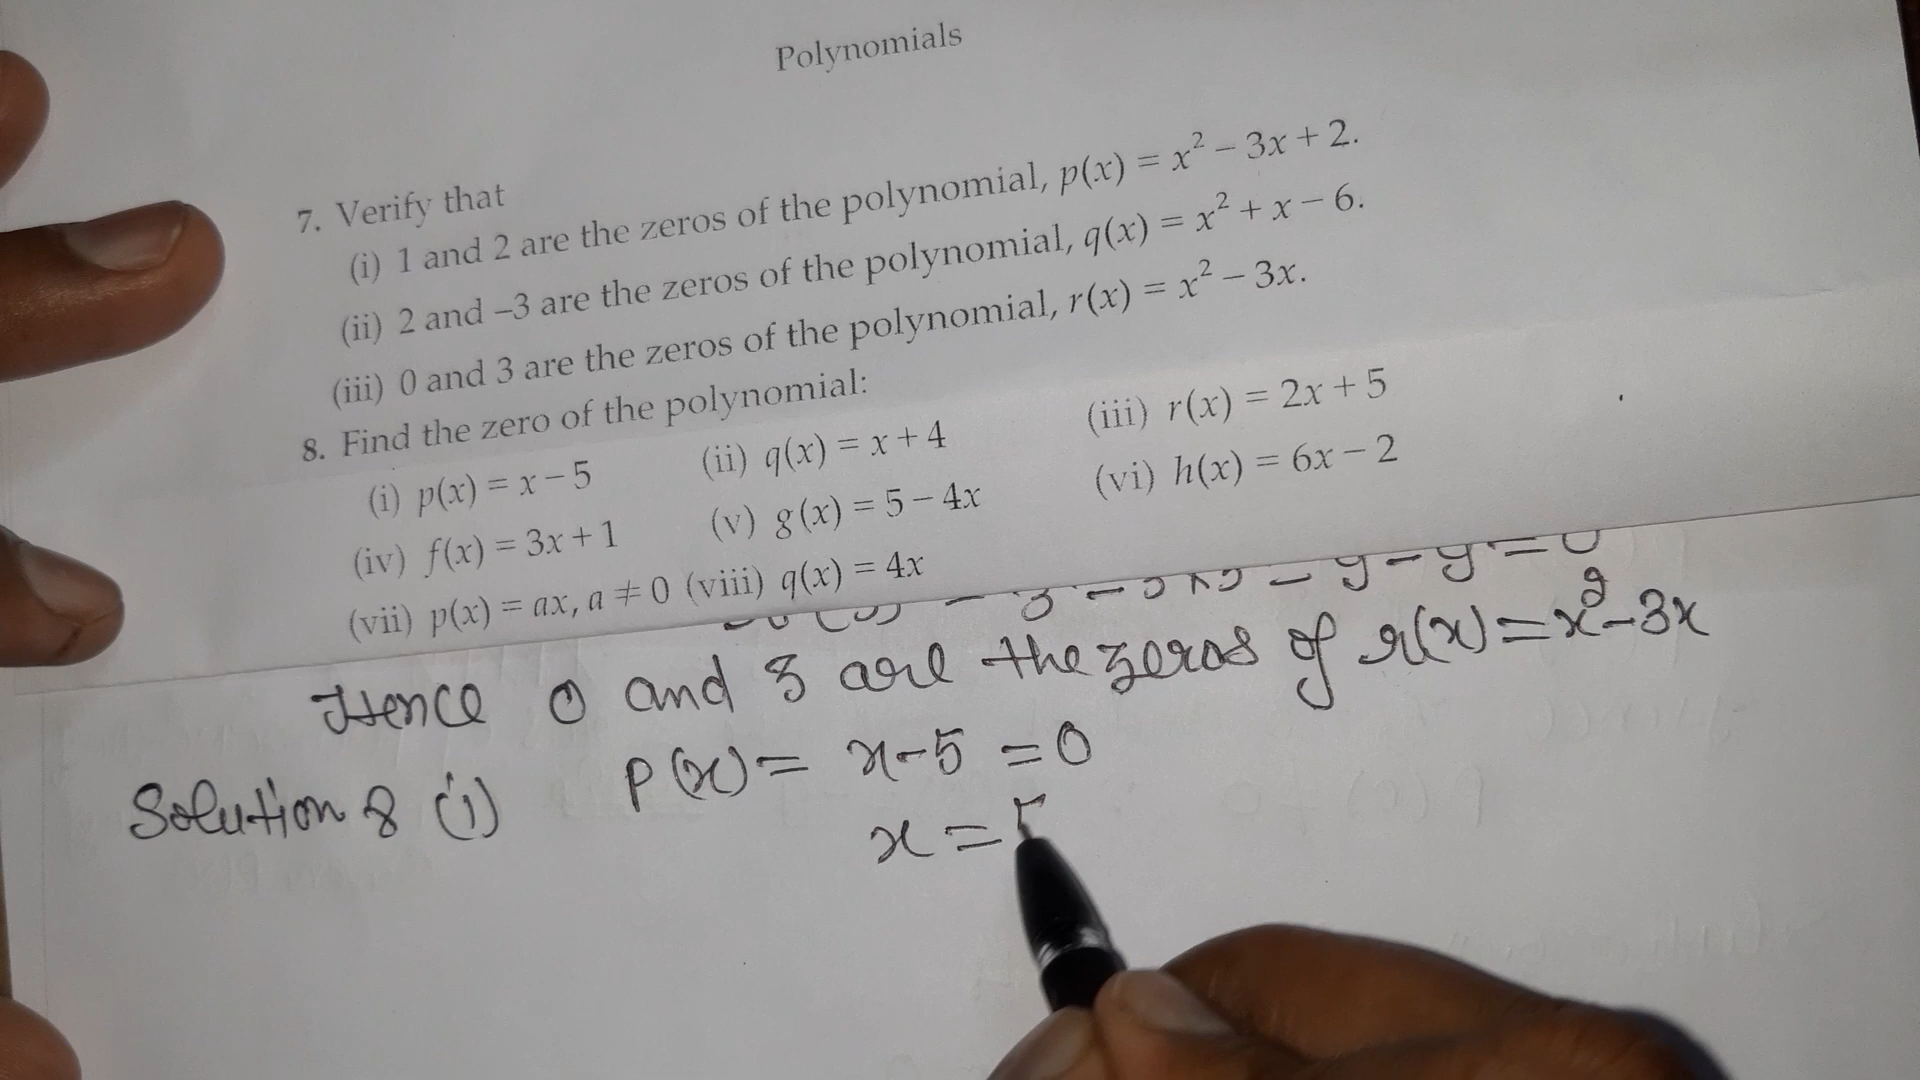 Polynomials
7. Verify that
(i) 1 and 2 are the zeros of the polynomial, p(x) = x² – 3x + 2.
(ii) 2 and –3 are the zeros of the polynomial, q(x) = x² + x – 6.
(iii) 0 and 3 are the zeros of the polynomial, r(x) = x² – 3x.
8. Find the zero of the polynomial:
(i) p(x) = x – 5 (ii) q(x) = x + 4 (iii) r(x) = 2x + 5
(iv) f(x) = 3x + 1 (v) g(x) = 5 – 4x (vi) h(x) = 6x – 2
(vii) p(x) = ax, a ≠ 0 (viii) q(x) = 4x
Hence 0 and 3 are the zeros of r(x) = x² – 3x
Solution 8 (i) p(x) = x – 5 = 0
x = 5